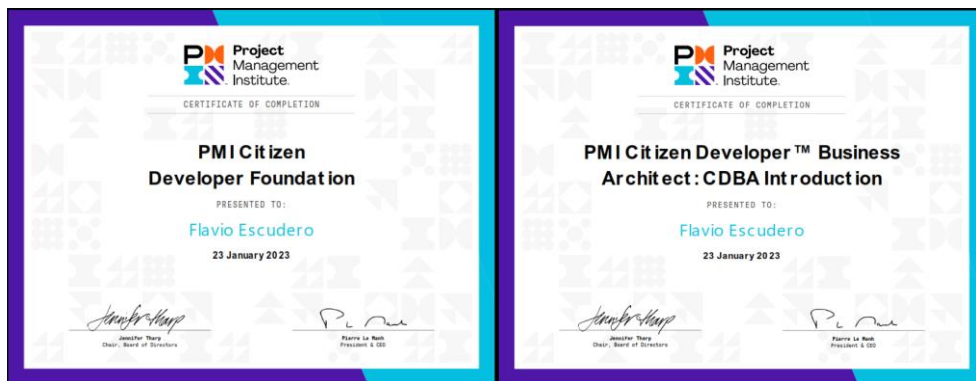 Project
Management
Institute.
CERTIFICATE OF COMPLETION
PMI Citizen
Developer Foundation
PRESENTED TO:
Flavio Escudero
23 January 2023
Jennifer Tharp
Chair, Board of Directors
Pierre Le Manh
President & CEO
Project
Management
Institute.
CERTIFICATE OF COMPLETION
PMI Citizen Developer™ Business
Architect: CDBA Introduction
PRESENTED TO:
Flavio Escudero
23 January 2023
Jennifer Tharp
Chair, Board of Directors
Pierre Le Manh
President & CEO